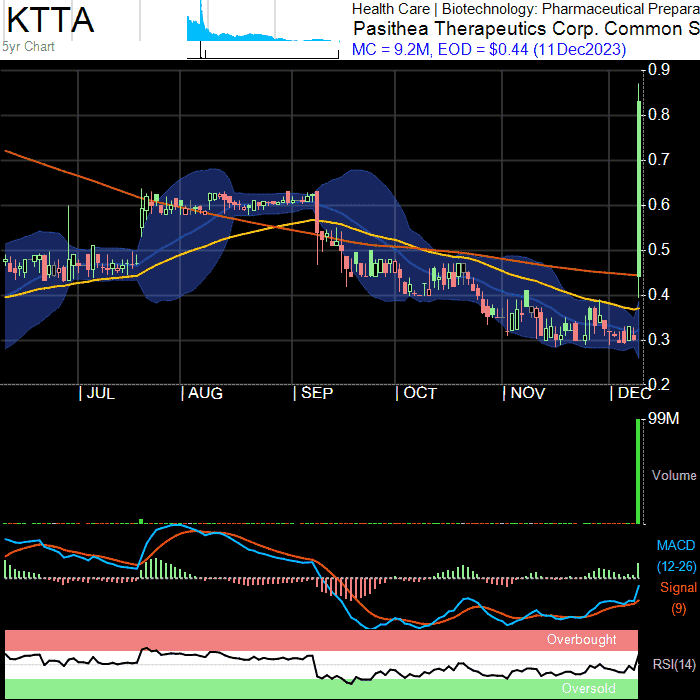 KTTA
5yr Chart
Health Care | Biotechnology: Pharmaceutical Prepara
Pasithea Therapeutics Corp. Common S
MC = 9.2M, EOD = $0.44 (11Dec2023)
0.9
0.8
0.7
0.6
0.5
0.4
0.3
0.2
JUL
AUG
SEP
OCT
NOV
DEC
99M
Volume
MACD
(12-26)
Signal
(9)
Overbought
RSI(14)
Oversold